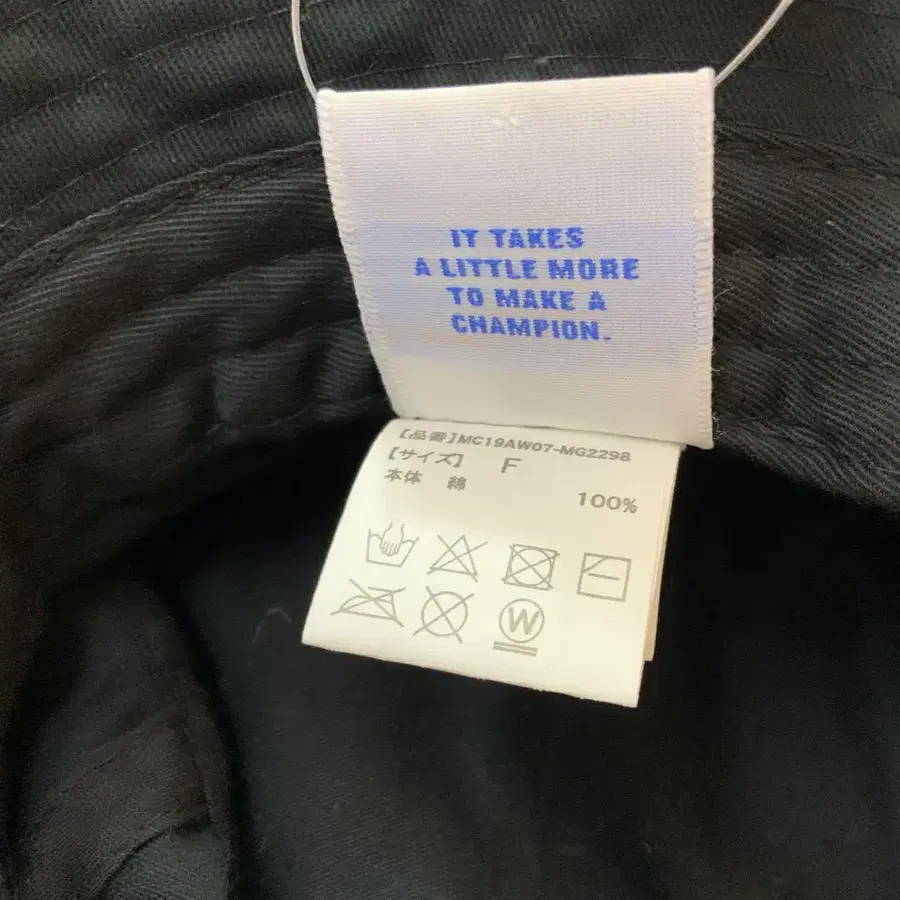 IT TAKES
A LITTLE MORE
TO MAKE A
CHAMPION.
【品番】MC19AW07-MG2298
【サイズ】 F
本体 綿 100%
W